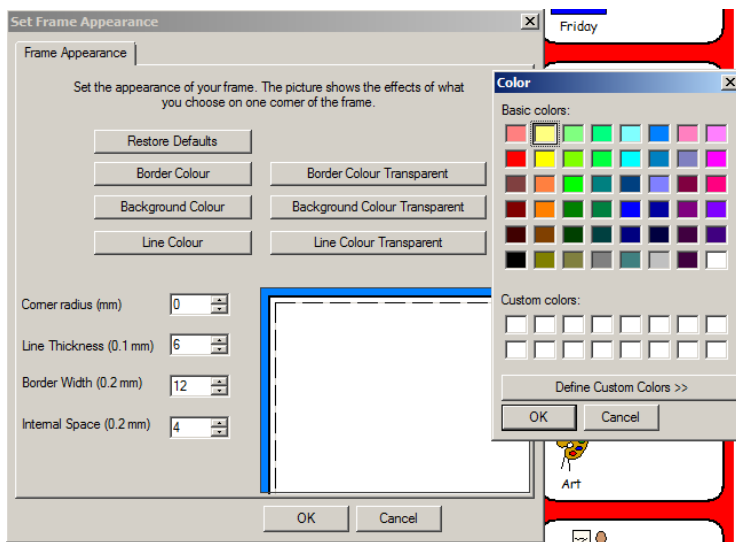 Set Frame Appearance
Frame Appearance
Set the appearance of your frame. The picture shows the effects of what
you choose on one corner of the frame.
Restore Defaults
Border Colour
Border Colour Transparent
Background Colour
Background Colour Transparent
Line Colour
Line Colour Transparent
Corner radius (mm)
0
Line Thickness (0.1 mm)
6
Border Width (0.2 mm)
12
Internal Space (0.2 mm)
4
OK
Cancel
Friday
Color
Basic colors:
Custom colors:
Define Custom Colors >>
OK
Cancel
Art